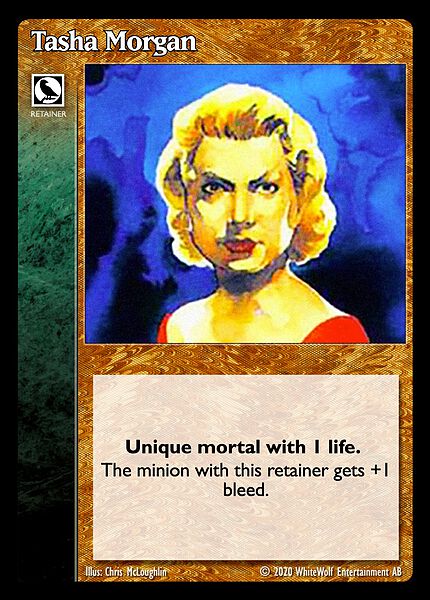 Tasha Morgan
RETAINER
Unique mortal with 1 life.
The minion with this retainer gets +1
bleed.
Illus: Chris McLoughlin © 2020 WhiteWolf Entertainment AB